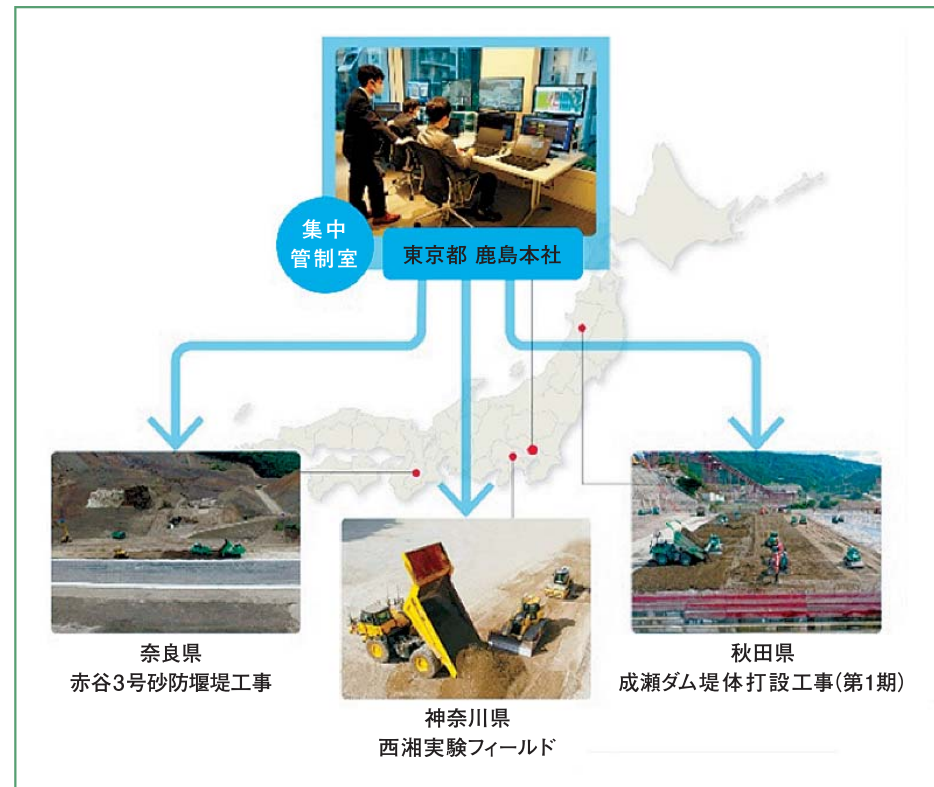 集中
管制室
東京都 鹿島本社
奈良県
赤谷3号砂防堰堤工事
神奈川県
西湘実験フィールド
秋田県
成瀬ダム堤体打設工事(第1期)